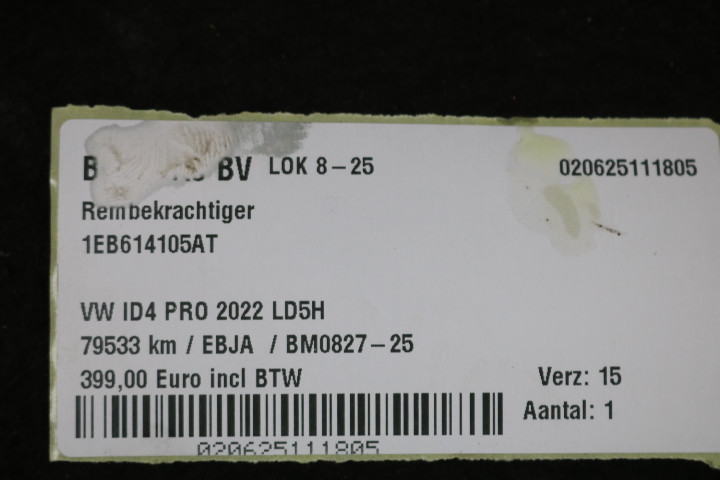 BV LOK 8-25 020625111805
Rembekrachtiger
1EB614105AT
VW ID4 PRO 2022 LD5H
79533 km / EBJA / BM0827-25
399,00 Euro incl BTW Verz: 15
Aantal: 1
020625111805